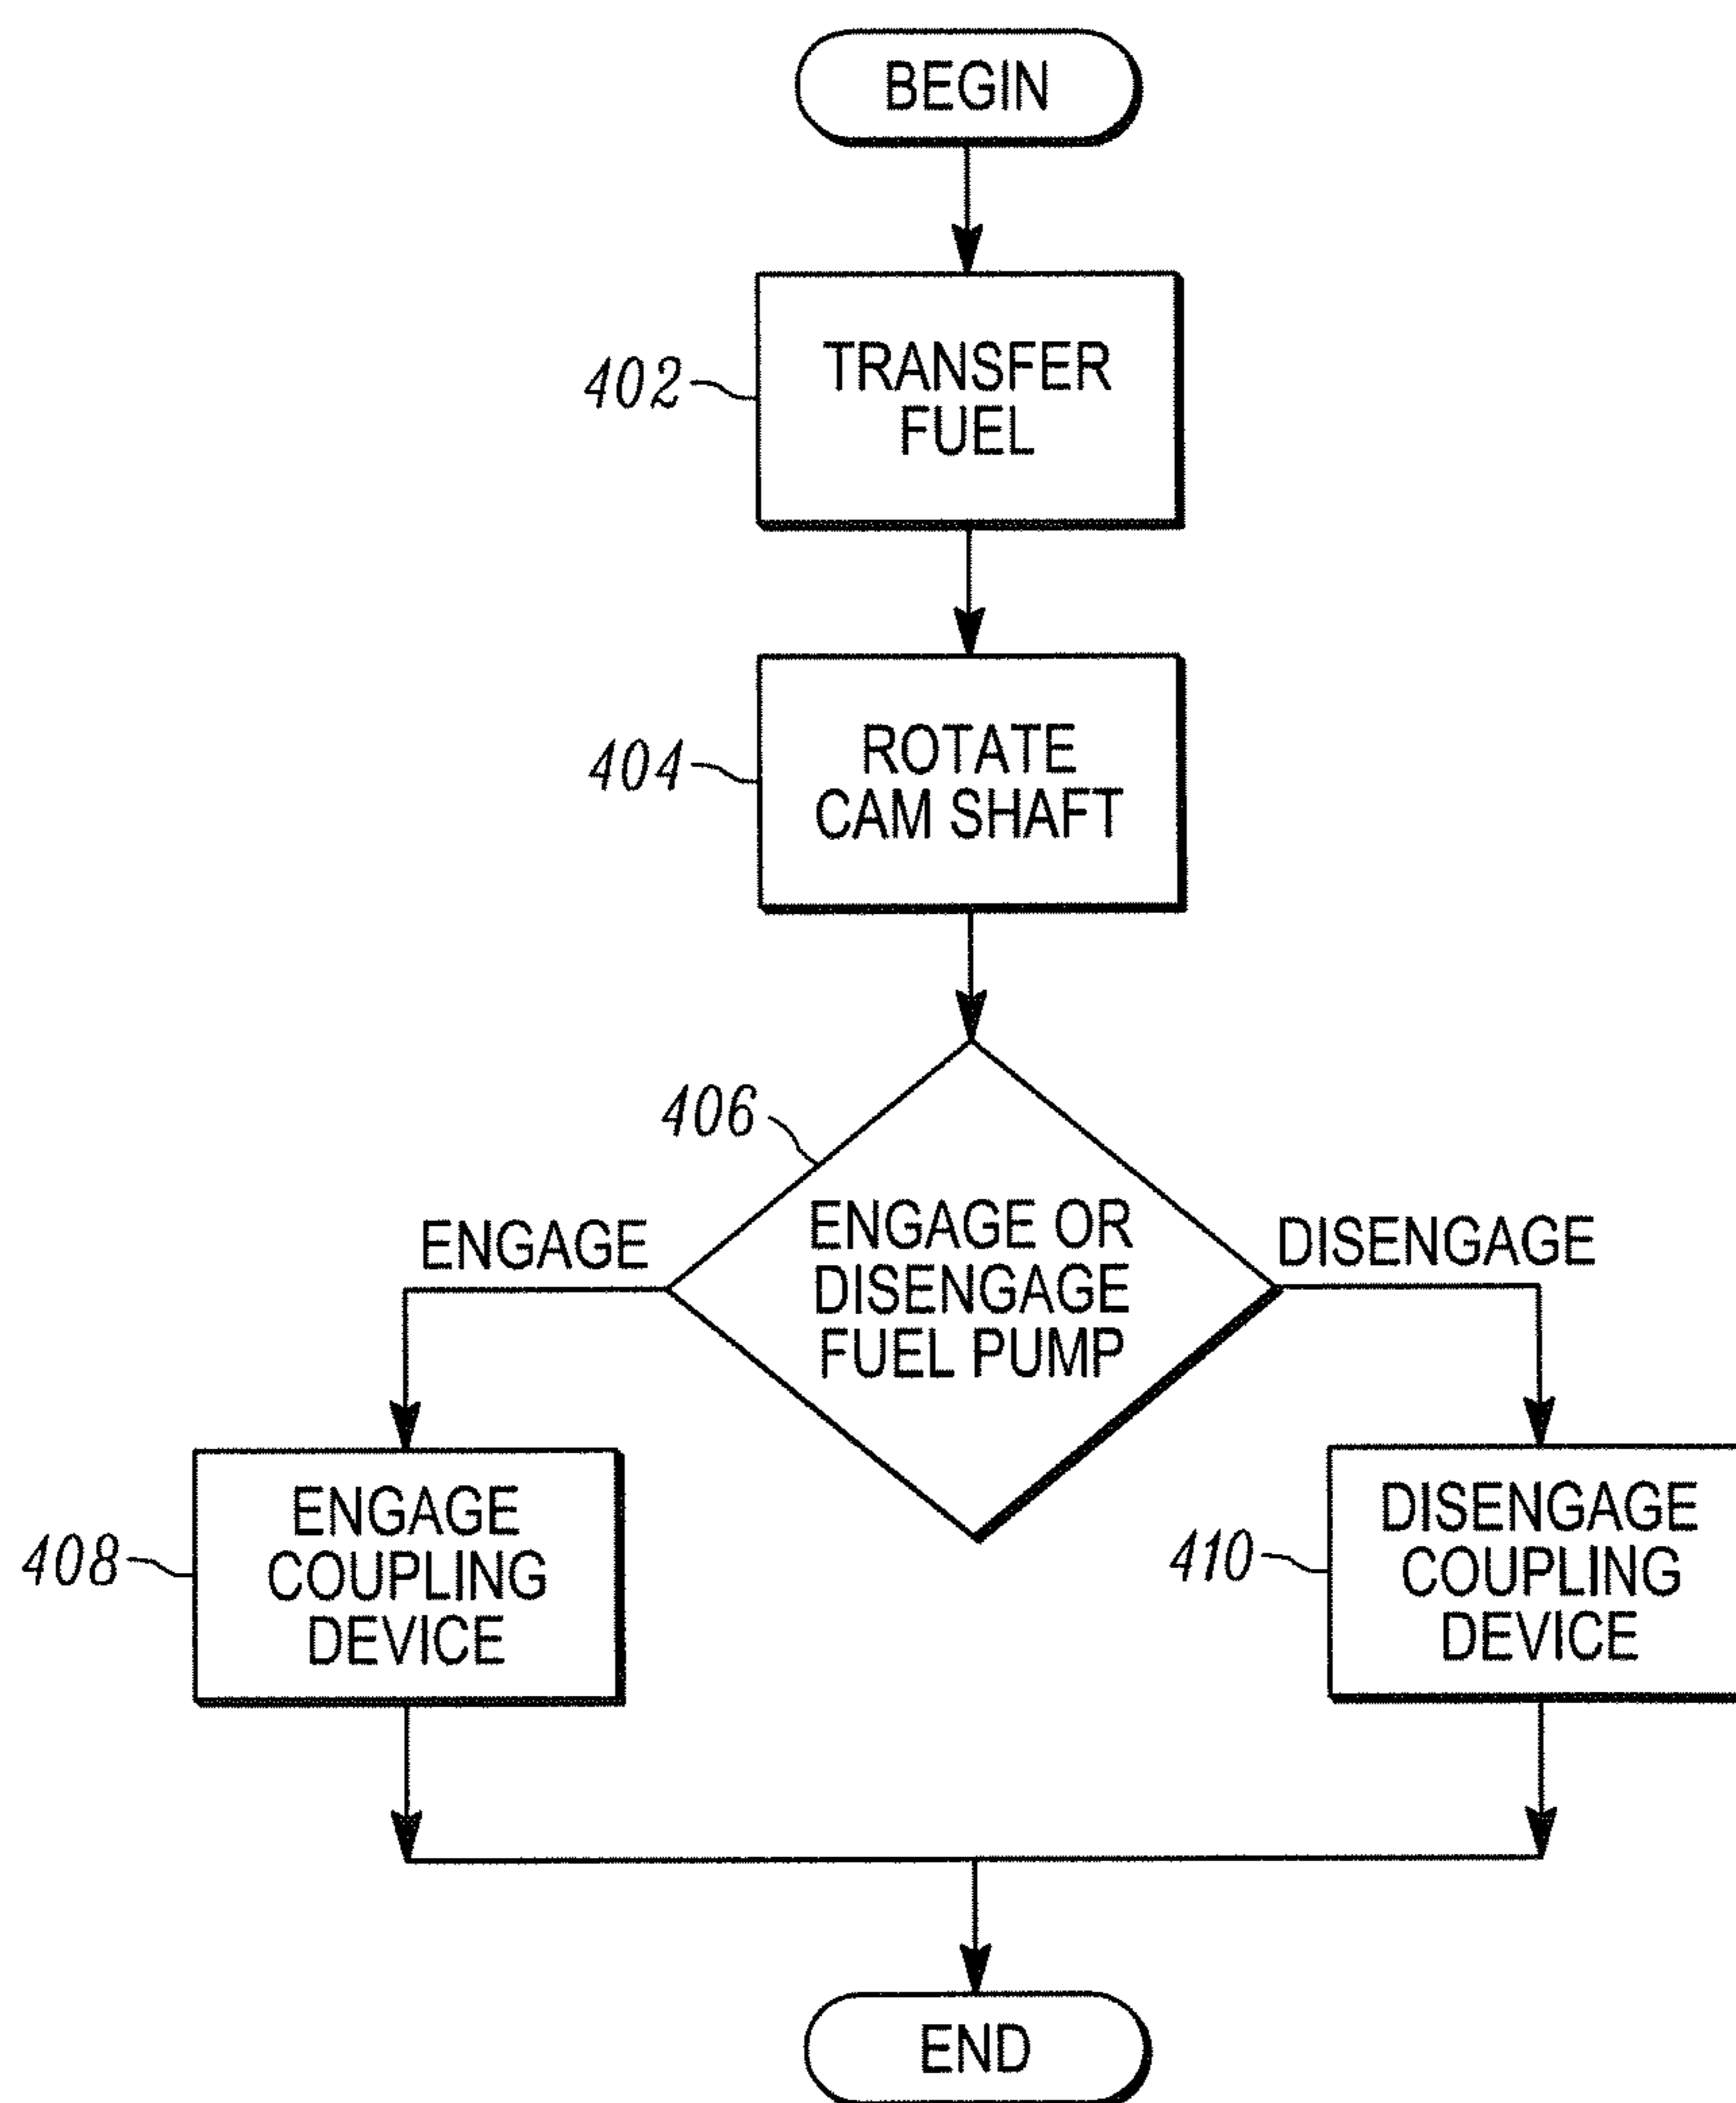 BEGIN
402
TRANSFER
FUEL
404
ROTATE
CAM SHAFT
406
ENGAGE OR
DISENGAGE
FUEL PUMP
ENGAGE
DISENGAGE
408
ENGAGE
COUPLING
DEVICE
410
DISENGAGE
COUPLING
DEVICE
END